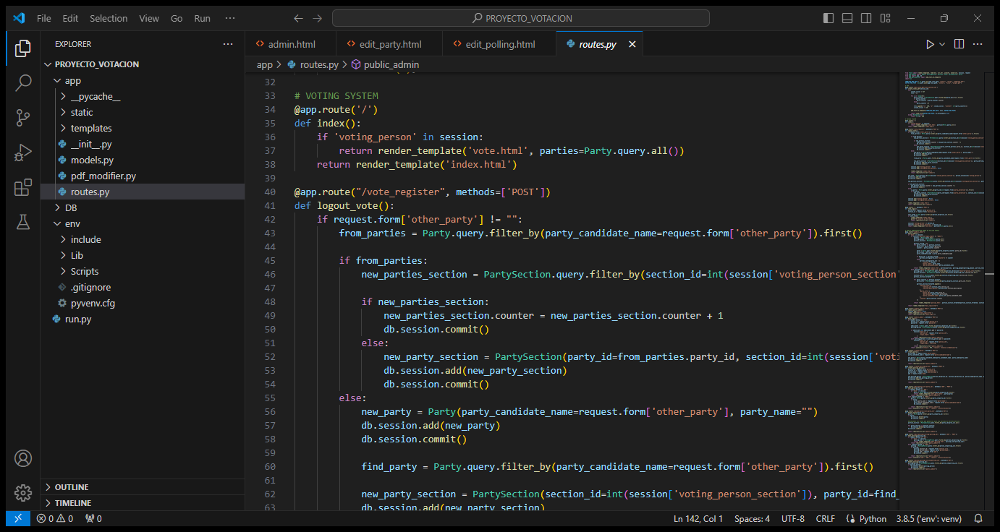 File Edit Selection View Go Run ··· PROYECTO_VOTACION
EXPLORER ···
PROYECTO_VOTACION
app
__pycache__
static
templates
__init__.py
models.py
pdf_modifier.py
routes.py
DB
env
include
Lib
Scripts
.gitignore
pyvenv.cfg
run.py
OUTLINE
TIMELINE
admin.html edit_party.html edit_polling.html routes.py
app > routes.py > public_admin
32
33 # VOTING SYSTEM
34 @app.route('/')
35 def index():
36     if 'voting_person' in session:
37         return render_template('vote.html', parties=Party.query.all())
38     return render_template('index.html')
39
40 @app.route("/vote_register", methods=['POST'])
41 def logout_vote():
42     if request.form['other_party'] != "":
43         from_parties = Party.query.filter_by(party_candidate_name=request.form['other_party']).first()
44
45         if from_parties:
46             new_parties_section = PartySection.query.filter_by(section_id=int(session['voting_person_section'
47
48             if new_parties_section:
49                 new_parties_section.counter = new_parties_section.counter + 1
50                 db.session.commit()
51             else:
52                 new_party_section = PartySection(party_id=from_parties.party_id, section_id=int(session['voti
53                 db.session.add(new_party_section)
54                 db.session.commit()
55         else:
56             new_party = Party(party_candidate_name=request.form['other_party'], party_name="")
57             db.session.add(new_party)
58             db.session.commit()
59
60             find_party = Party.query.filter_by(party_candidate_name=request.form['other_party']).first()
61
62             new_party_section = PartySection(section_id=int(session['voting_person_section']), party_id=find_
63             db.session.add(new_party_section)
0 0 0 Ln 142, Col 1 Spaces: 4 UTF-8 CRLF Python 3.8.5 ('env': venv)